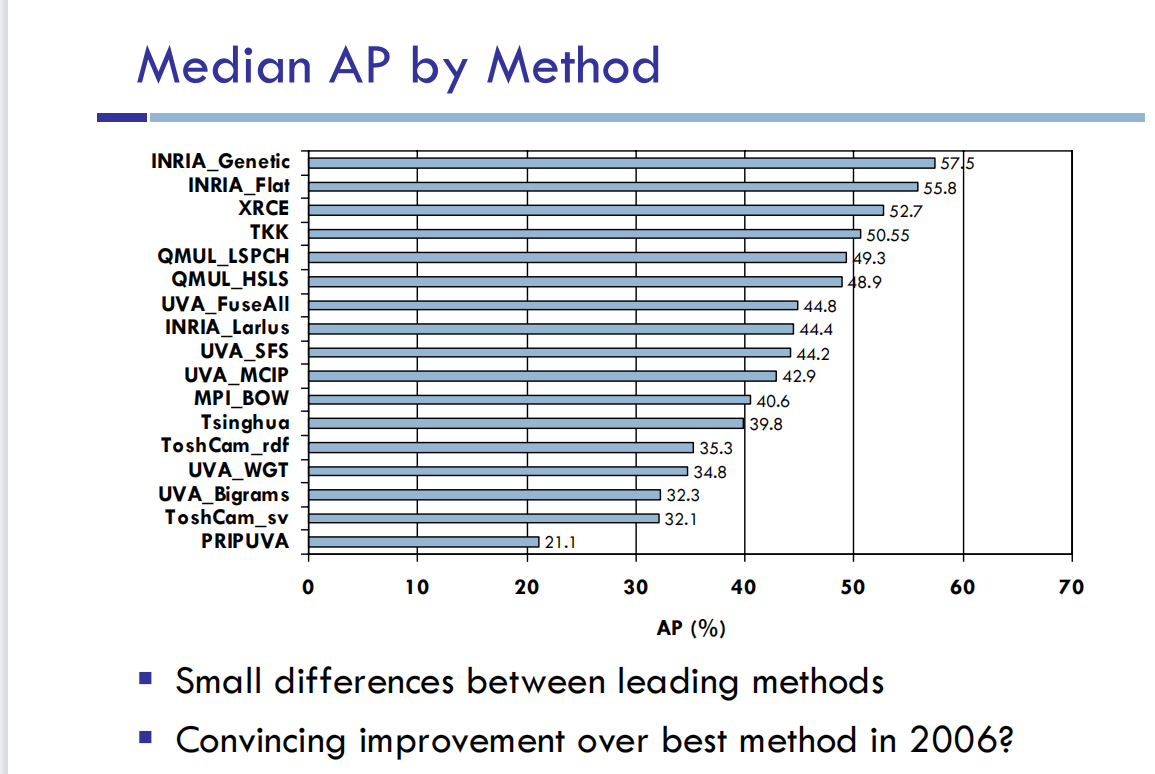 Median AP by Method
INRIA_Genetic 57.5
INRIA_Flat 55.8
XRCE 52.7
TKK 50.55
QMUL_LSPCH 49.3
QMUL_HSLS 48.9
UVA_FuseAll 44.8
INRIA_Larlus 44.4
UVA_SFS 44.2
UVA_MCIP 42.9
MPI_BOW 40.6
Tsinghua 39.8
ToshCam_rdf 35.3
UVA_WGT 34.8
UVA_Bigrams 32.3
ToshCam_sv 32.1
PRIPUVA 21.1
0 10 20 30 40 50 60 70
AP (%)
Small differences between leading methods
Convincing improvement over best method in 2006?